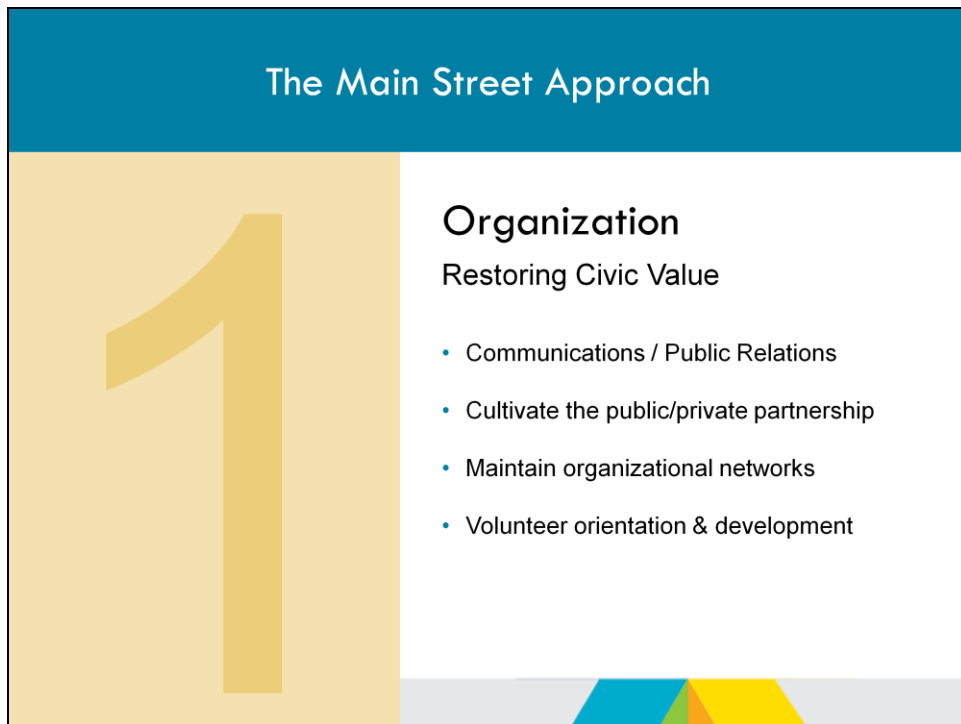 The Main Street Approach
1
Organization
Restoring Civic Value
• Communications / Public Relations
• Cultivate the public/private partnership
• Maintain organizational networks
• Volunteer orientation & development